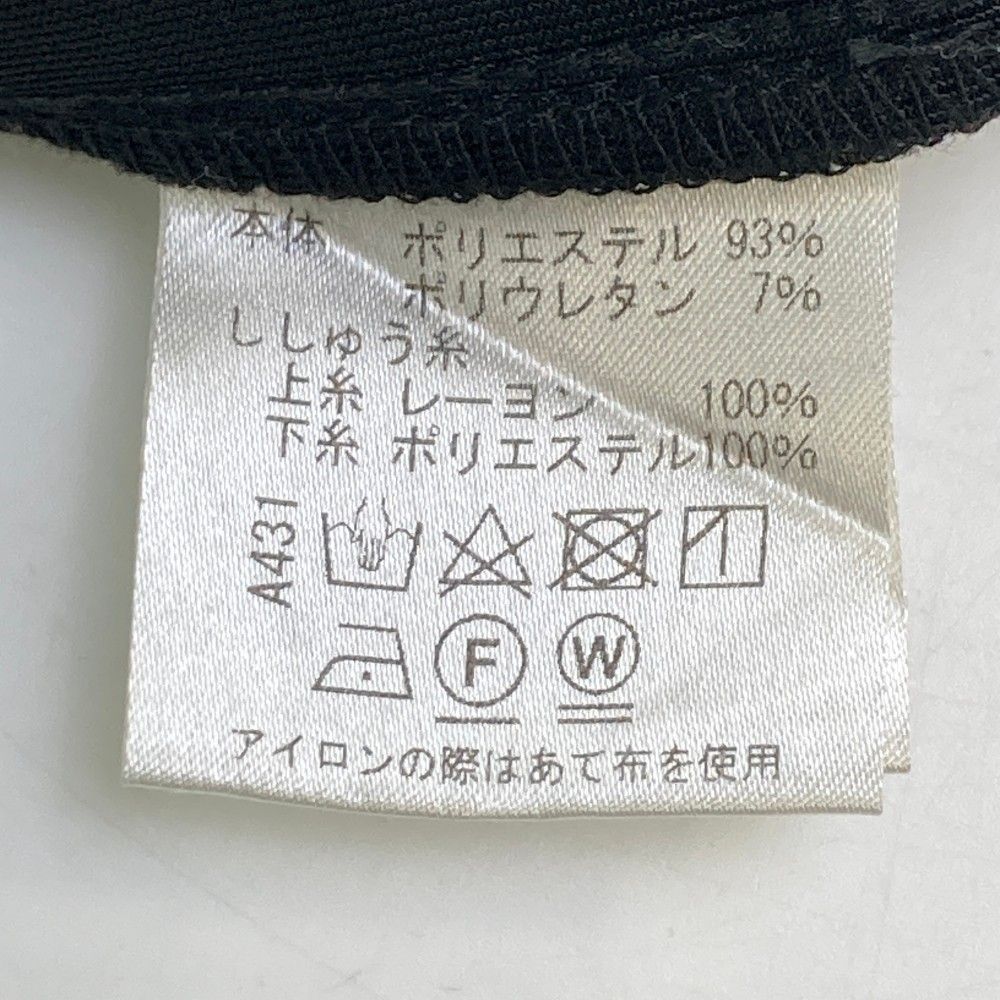 本体 ポリエステル 93%
ポリウレタン 7%
ししゅう糸
上糸 レーヨン 100%
下糸 ポリエステル100%
A431
F W
アイロンの際はあて布を使用